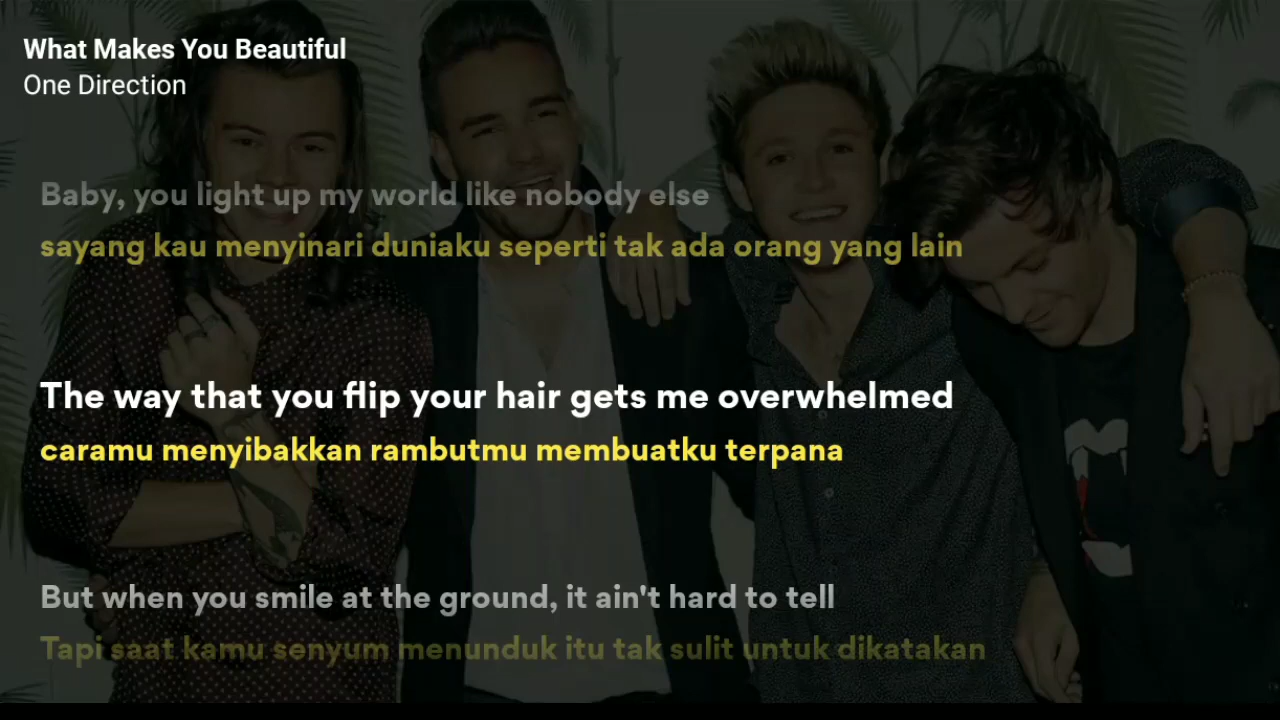 What Makes You Beautiful
One Direction
Baby, you light up my world like nobody else
sayang kau menyinari duniaku seperti tak ada orang yang lain
The way that you flip your hair gets me overwhelmed
caramu menyibakkan rambutmu membuatku terpana
But when you smile at the ground, it ain't hard to tell
Tapi saat kamu senyum menunduk itu tak sulit untuk dikatakan